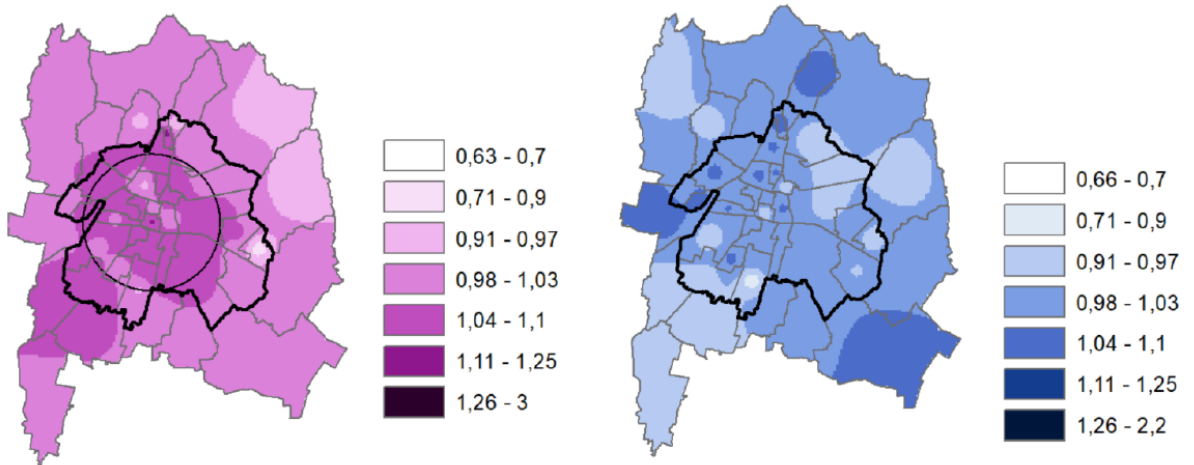 0,63 - 0,7
0,71 - 0,9
0,91 - 0,97
0,98 - 1,03
1,04 - 1,1
1,11 - 1,25
1,26 - 3
0,66 - 0,7
0,71 - 0,9
0,91 - 0,97
0,98 - 1,03
1,04 - 1,1
1,11 - 1,25
1,26 - 2,2